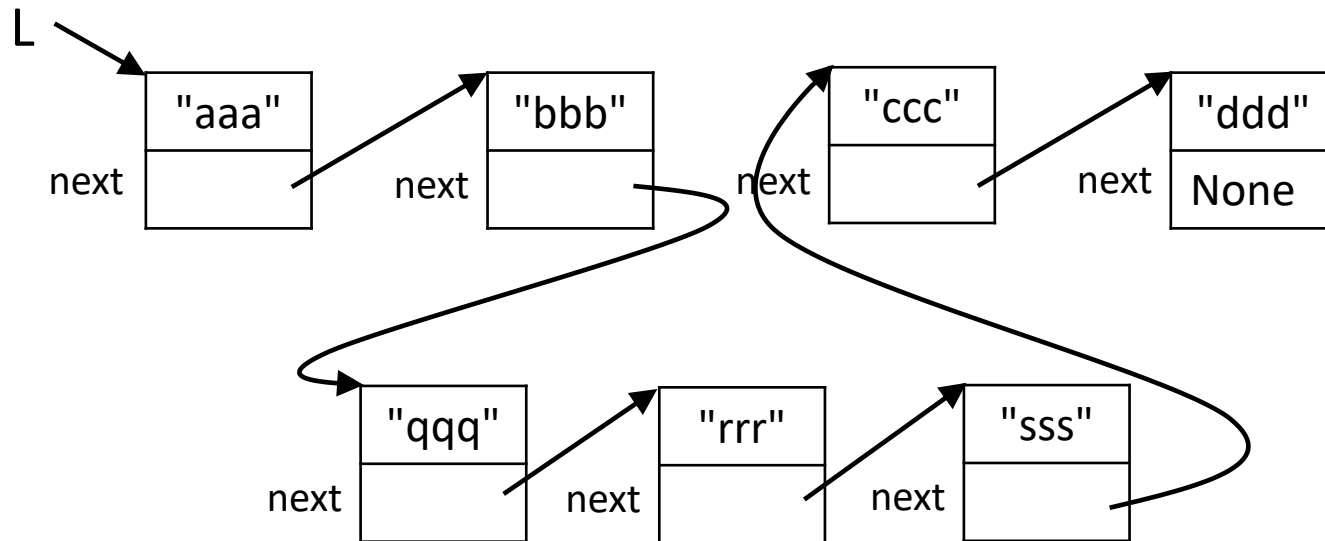 L
"aaa"
next
"bbb"
next
"ccc"
next
"ddd"
next
None
"qqq"
next
"rrr"
next
"sss"
next